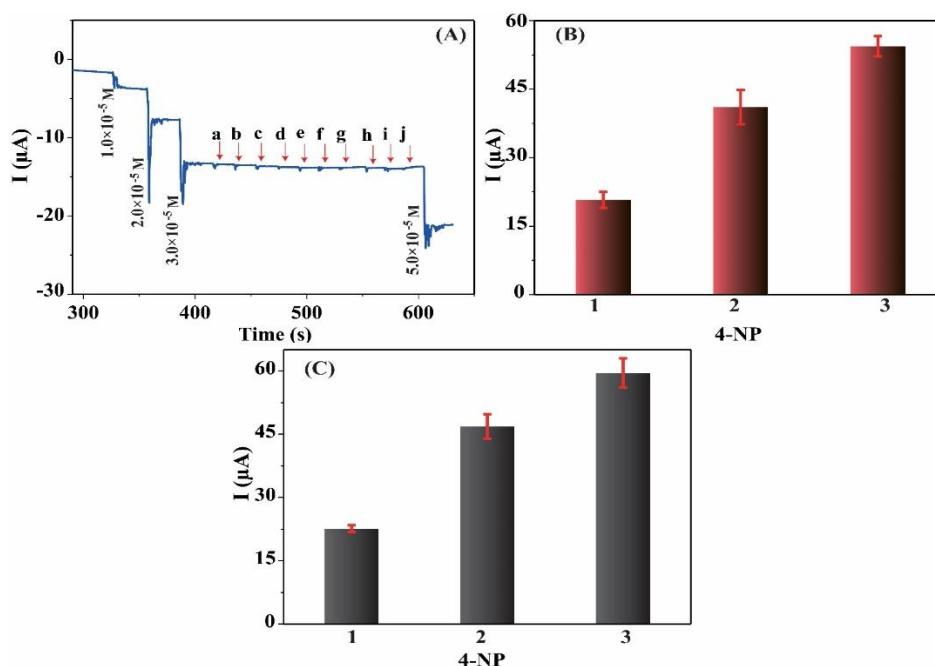 (A)
I (µA)
0
-10
-20
-30
1.0×10⁻⁵ M
2.0×10⁻⁵ M
3.0×10⁻⁵ M
a b c d e f g h i j
5.0×10⁻⁵ M
300 400 500 600
Time (s)
(B)
I (µA)
60
45
30
15
0
1 2 3
4-NP
(C)
I (µA)
60
45
30
15
0
1 2 3
4-NP